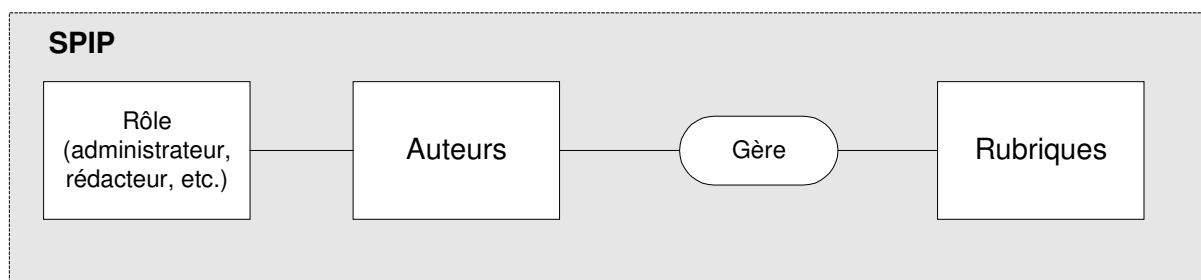 SPIP
Rôle
(administrateur,
rédacteur, etc.)
Auteurs
Gère
Rubriques